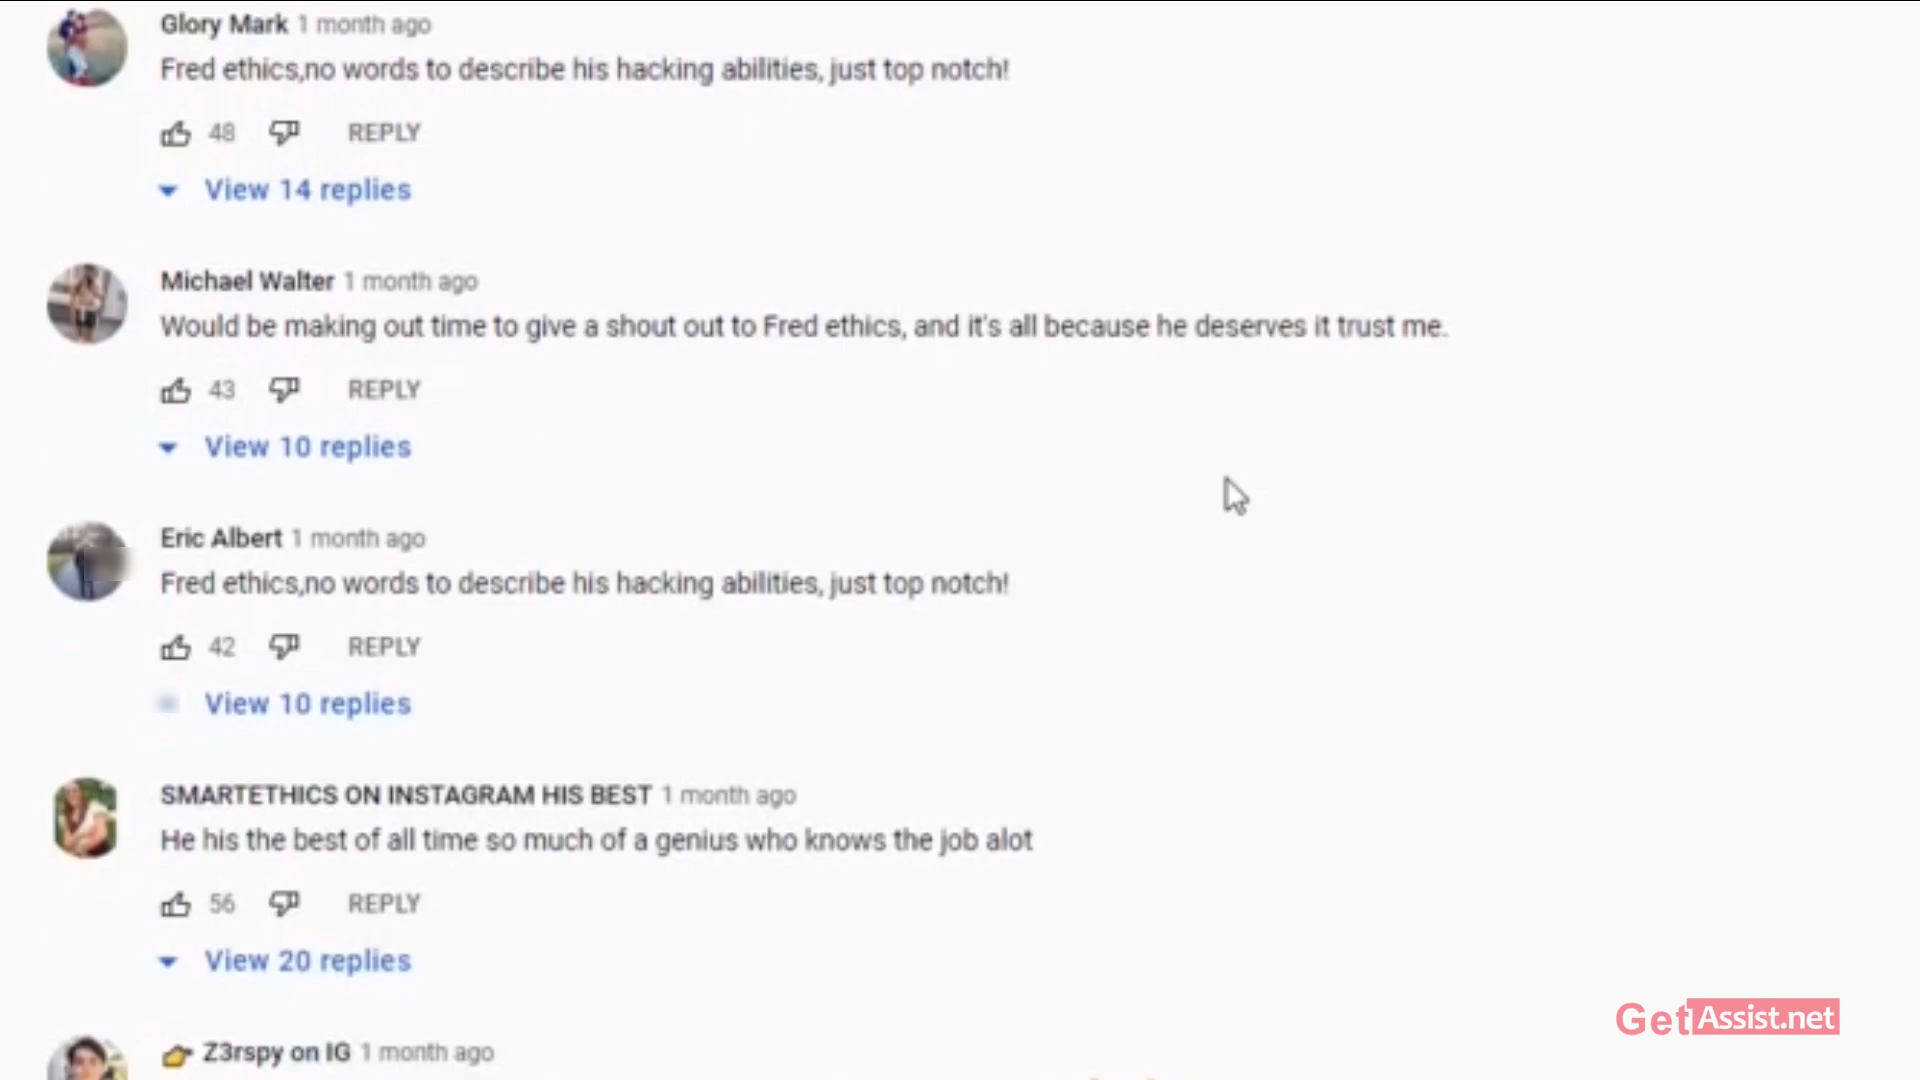 Glory Mark 1 month ago
Fred ethics,no words to describe his hacking abilities, just top notch!
48 REPLY
View 14 replies
Michael Walter 1 month ago
Would be making out time to give a shout out to Fred ethics, and it's all because he deserves it trust me.
43 REPLY
View 10 replies
Eric Albert 1 month ago
Fred ethics,no words to describe his hacking abilities, just top notch!
42 REPLY
View 10 replies
SMARTETHICS ON INSTAGRAM HIS BEST 1 month ago
He his the best of all time so much of a genius who knows the job alot
56 REPLY
View 20 replies
👉 Z3rspy on IG 1 month ago
GetAssist.net